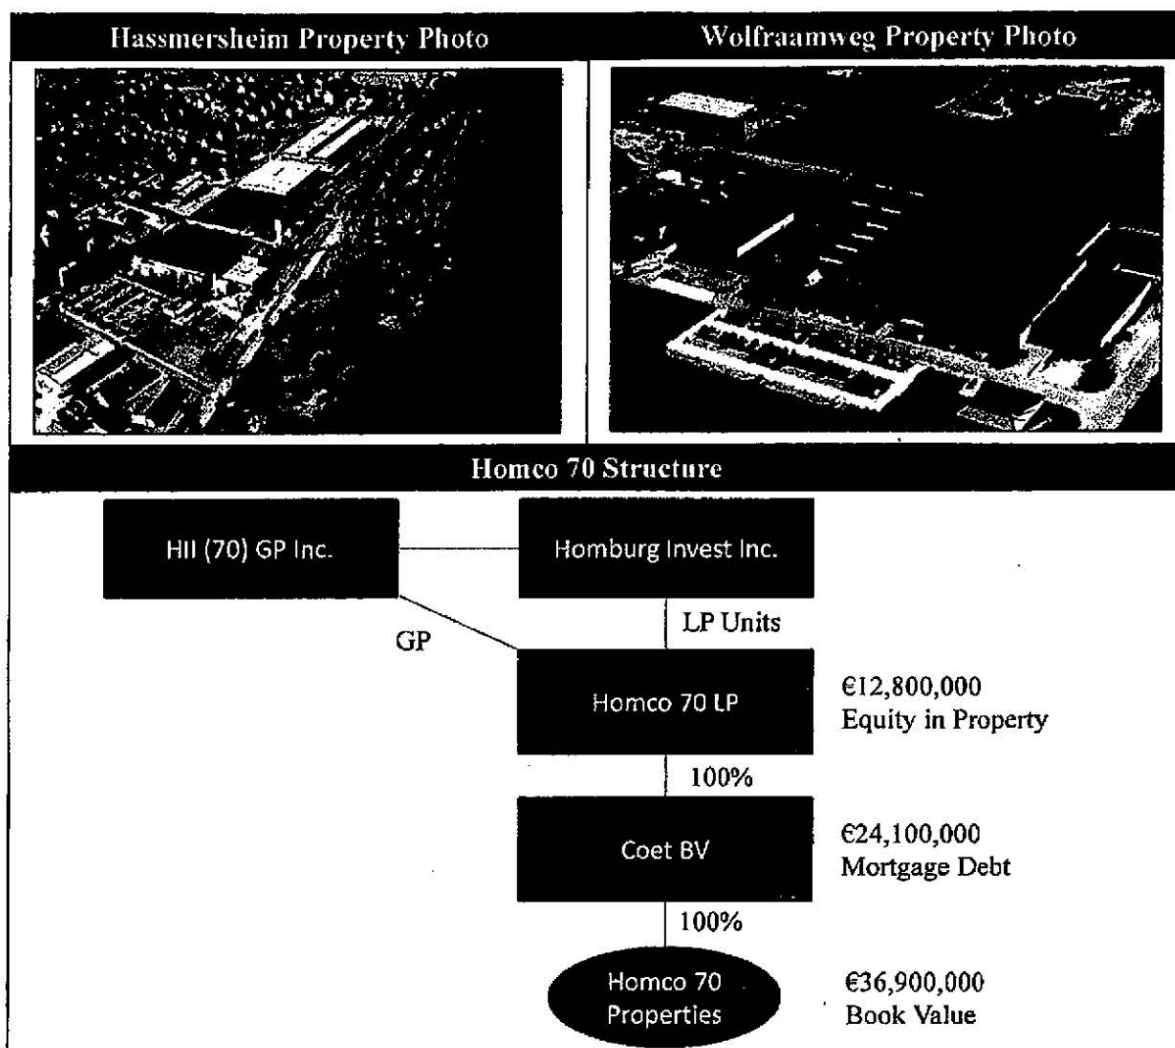 Hassmersheim Property Photo
Wolfraamweg Property Photo
Homco 70 Structure
HII (70) GP Inc.
Homburg Invest Inc.
GP
LP Units
Homco 70 LP
€12,800,000
Equity in Property
100%
Coet BV
€24,100,000
Mortgage Debt
100%
Homco 70
Properties
€36,900,000
Book Value